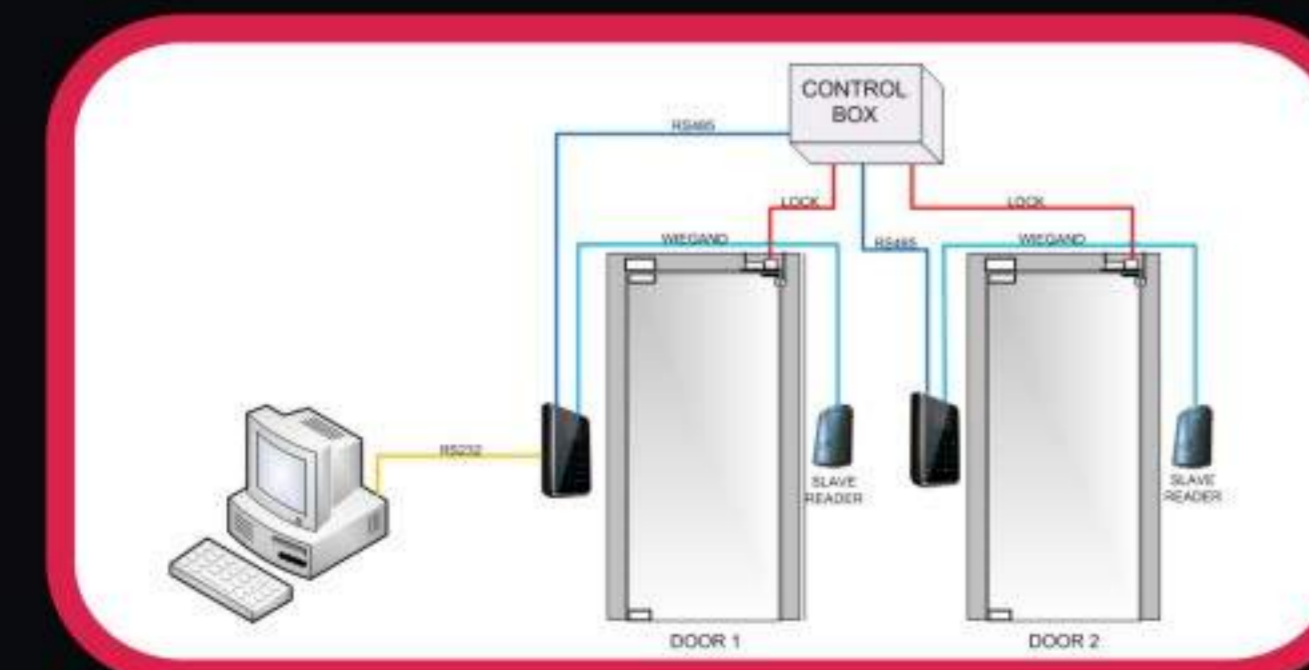 CONTROL
BOX
RS485
LOCK
LOCK
WIEGAND
RS485
WIEGAND
RS232
SLAVE
READER
SLAVE
READER
DOOR 1
DOOR 2